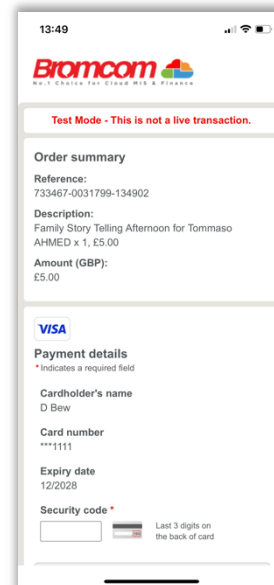 13:49
Bromcom
No.1 Choice for Cloud MIS & Finance
Test Mode - This is not a live transaction.
Order summary
Reference:
733467-0031799-134902
Description:
Family Story Telling Afternoon for Tommaso
AHMED x 1, £5.00
Amount (GBP):
£5.00
VISA
Payment details
* Indicates a required field
Cardholder's name
D Bew
Card number
***1111
Expiry date
12/2028
Security code *
Last 3 digits on
the back of card